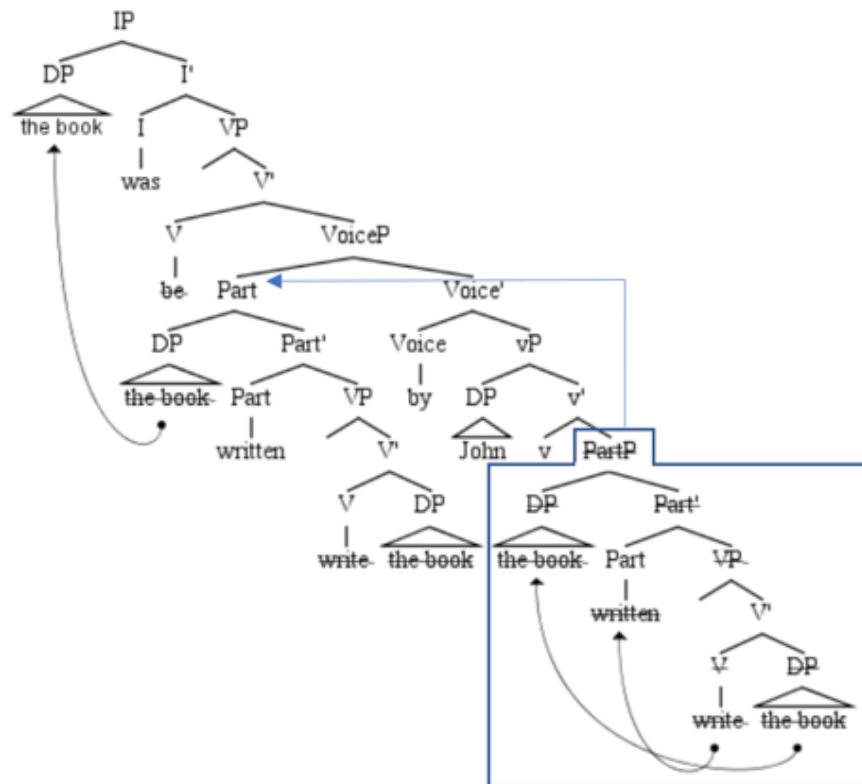 IP
DP I'
the book I VP
was V'
V VoiceP
be Part Voice'
DP Part' Voice vP
the book Part VP by DP v'
written V' John v PartP
V DP DP Part'
write the book the book Part VP
written V'
V DP
write the book